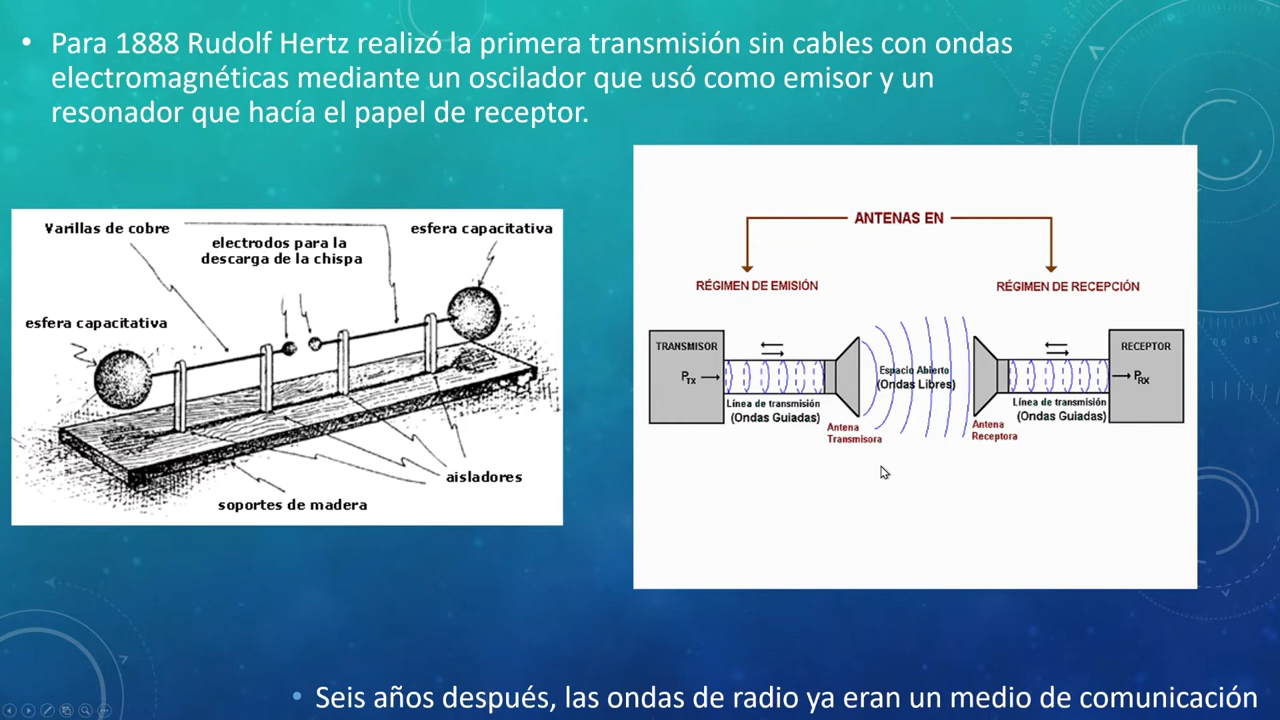 • Para 1888 Rudolf Hertz realizó la primera transmisión sin cables con ondas
electromagnéticas mediante un oscilador que usó como emisor y un
resonador que hacía el papel de receptor.
Varillas de cobre
electrodos para la
descarga de la chispa
esfera capacitativa
esfera capacitativa
aisladores
soportes de madera
ANTENAS EN
RÉGIMEN DE EMISIÓN
RÉGIMEN DE RECEPCIÓN
TRANSMISOR
PTX
Línea de transmisión
(Ondas Guiadas)
Antena
Transmisora
Espacio Abierto
(Ondas Libres)
Antena
Receptora
Línea de transmisión
(Ondas Guiadas)
RECEPTOR
PRX
• Seis años después, las ondas de radio ya eran un medio de comunicación